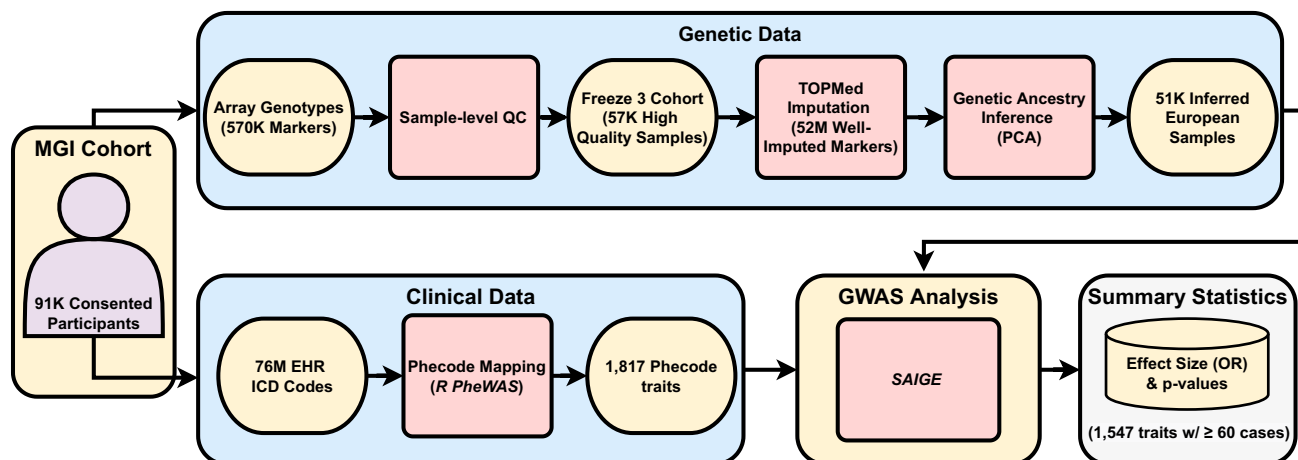 Genetic Data
Array Genotypes
(570K Markers)
Sample-level QC
Freeze 3 Cohort
(57K High
Quality Samples)
TOPMed
Imputation
(52M Well-
Imputed Markers)
Genetic Ancestry
Inference
(PCA)
51K Inferred
European
Samples
MGI Cohort
91K Consented
Participants
Clinical Data
76M EHR
ICD Codes
Phecode Mapping
(R PheWAS)
1,817 Phecode
traits
GWAS Analysis
SAIGE
Summary Statistics
Effect Size (OR)
& p-values
(1,547 traits w/ ≥ 60 cases)